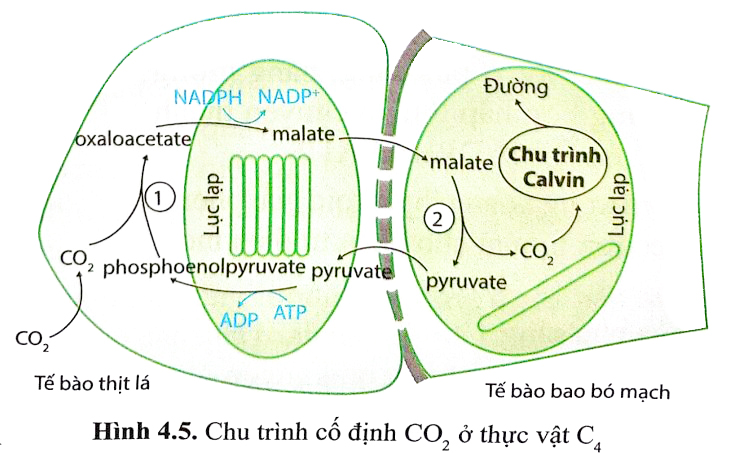 NADPH NADP⁺
oxaloacetate
malate
Lục lạp
1
CO₂
phosphoenolpyruvate
pyruvate
ADP
ATP
CO₂
Tế bào thịt lá
Đường
malate
Chu trình
Calvin
Lục lạp
2
CO₂
pyruvate
Tế bào bao bó mạch
Hình 4.5. Chu trình cố định CO₂ ở thực vật C₄